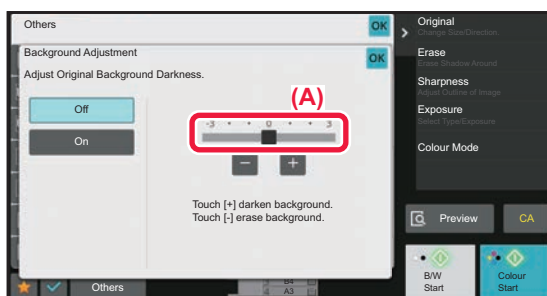 Others
OK
Background Adjustment
OK
Adjust Original Background Darkness.
Off
On
(A)
-3 • • 0 • • 3
−
+
Touch [+] darken background.
Touch [-] erase background.
Original
Change Size/Direction.
Erase
Erase Shadow Around
Sharpness
Adjust Outline of Image
Exposure
Select Type/Exposure
Colour Mode
Preview
CA
B/W
Start
Colour
Start
Others
B4
A3